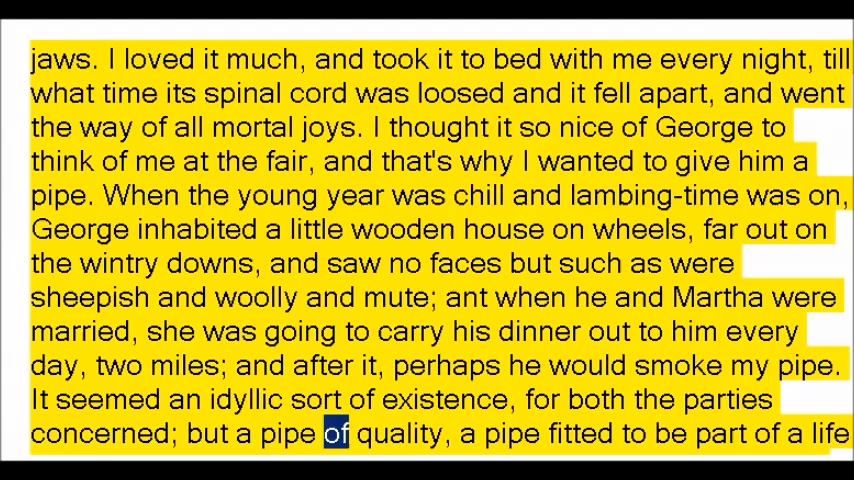 jaws. I loved it much, and took it to bed with me every night, till
what time its spinal cord was loosed and it fell apart, and went
the way of all mortal joys. I thought it so nice of George to
think of me at the fair, and that's why I wanted to give him a
pipe. When the young year was chill and lambing-time was on,
George inhabited a little wooden house on wheels, far out on
the wintry downs, and saw no faces but such as were
sheepish and woolly and mute; ant when he and Martha were
married, she was going to carry his dinner out to him every
day, two miles; and after it, perhaps he would smoke my pipe.
It seemed an idyllic sort of existence, for both the parties
concerned; but a pipe of quality, a pipe fitted to be part of a life